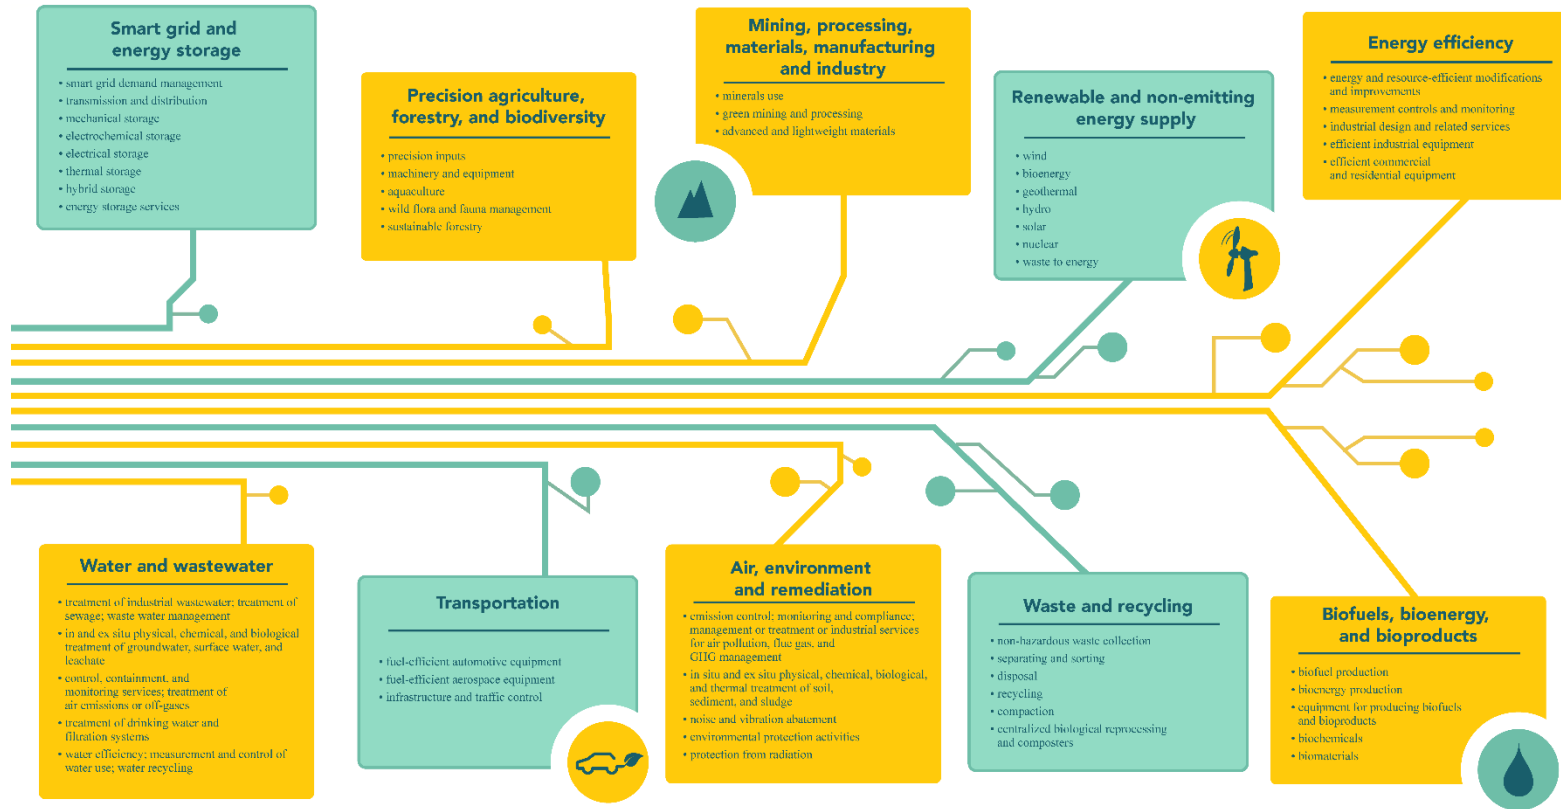 Smart grid and
energy storage
• smart grid demand management
• transmission and distribution
• mechanical storage
• electrochemical storage
• electrical storage
• thermal storage
• hybrid storage
• energy storage services
Precision agriculture,
forestry, and biodiversity
• precision inputs
• machinery and equipment
• aquaculture
• wild flora and fauna management
• sustainable forestry
Mining, processing,
materials, manufacturing
and industry
• minerals use
• green mining and processing
• advanced and lightweight materials
Renewable and non-emitting
energy supply
• wind
• bioenergy
• geothermal
• hydro
• solar
• nuclear
• waste to energy
Energy efficiency
• energy and resource-efficient modifications
and improvements
• measurement controls and monitoring
• industrial design and related services
• efficient industrial equipment
• efficient commercial
and residential equipment
Water and wastewater
• treatment of industrial wastewater; treatment of
sewage; waste water management
• in and ex situ physical, chemical, and biological
treatment of groundwater, surface water, and
leachate
• control, containment, and
monitoring services; treatment of
air emissions or off-gases
• treatment of drinking water and
filtration systems
• water efficiency; measurement and control of
water use; water recycling
Transportation
• fuel-efficient automotive equipment
• fuel-efficient aerospace equipment
• infrastructure and traffic control
Air, environment
and remediation
• emission control; monitoring and compliance;
management or treatment or industrial services
for air pollution, flue gas, and
GHG management
• in situ and ex situ physical, chemical, biological,
and thermal treatment of soil,
sediment, and sludge
• noise and vibration abatement
• environmental protection activities
• protection from radiation
Waste and recycling
• non-hazardous waste collection
• separating and sorting
• disposal
• recycling
• compaction
• centralized biological reprocessing
and composters
Biofuels, bioenergy,
and bioproducts
• biofuel production
• bioenergy production
• equipment for producing biofuels
and bioproducts
• biochemicals
• biomaterials